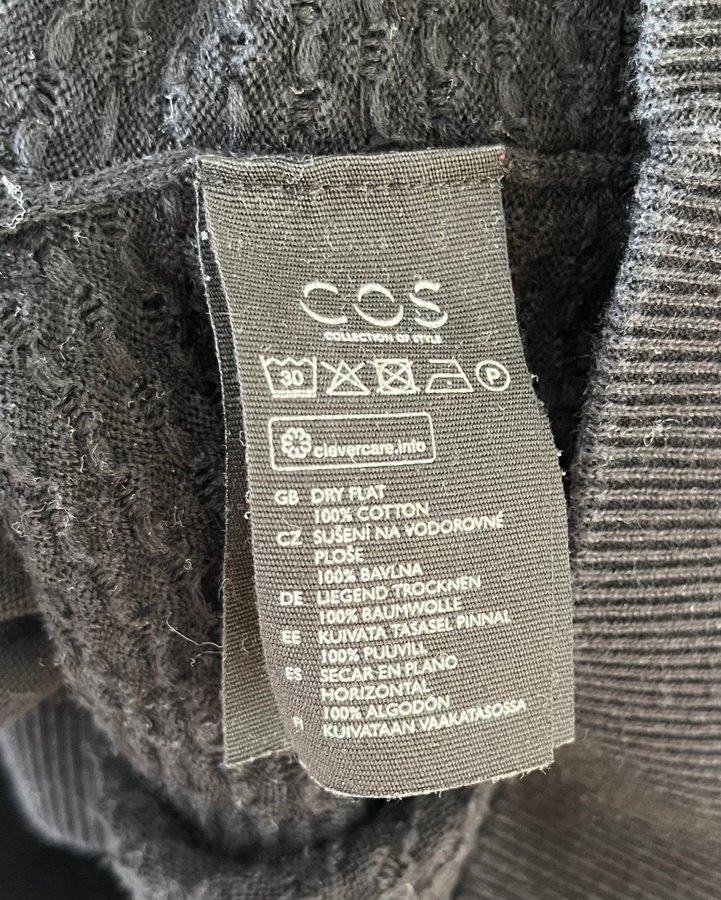 COS
COLLECTION OF STYLE
30
P
clevercare.info
GB DRY FLAT
100% COTTON
CZ SUŠENÍ NA VODOROVNÉ
PLOŠE
100% BAVLNA
DE LIEGEND TROCKNEN
100% BAUMWOLLE
EE KUIVATA TASASEL PINNAL
100% PUUVILL
ES SECAR EN PLANO
HORIZONTAL
100% ALGODÓN
FI KUIVATAAN VAAKATASOSSA